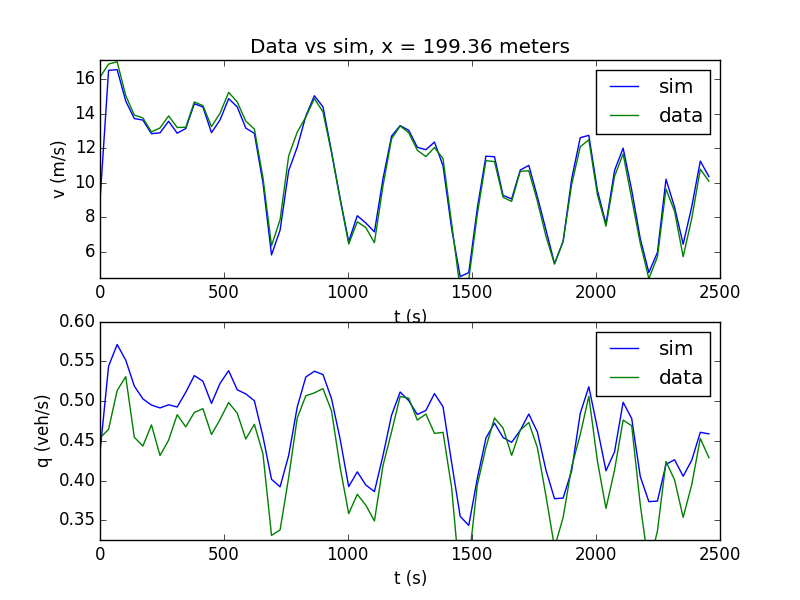 Data vs sim, x = 199.36 meters
v (m/s)
16
14
12
10
8
6
sim
data
0 500 1000 1500 2000 2500
t (s)
q (veh/s)
0.60
0.55
0.50
0.45
0.40
0.35
sim
data
0 500 1000 1500 2000 2500
t (s)